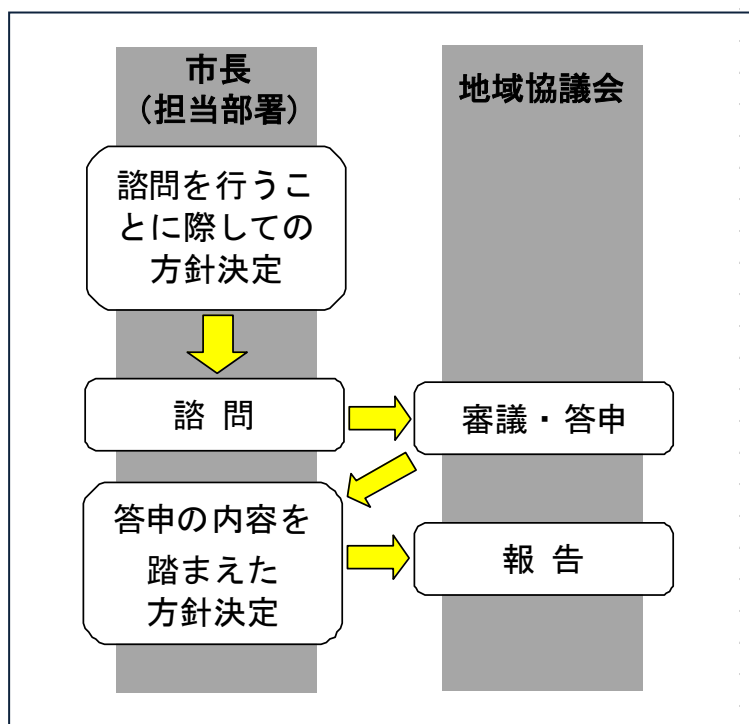 市長
（担当部署）
地域協議会
諮問を行うこ
とに際しての
方針決定
諮 問
審議・答申
答申の内容を
踏まえた
方針決定
報 告